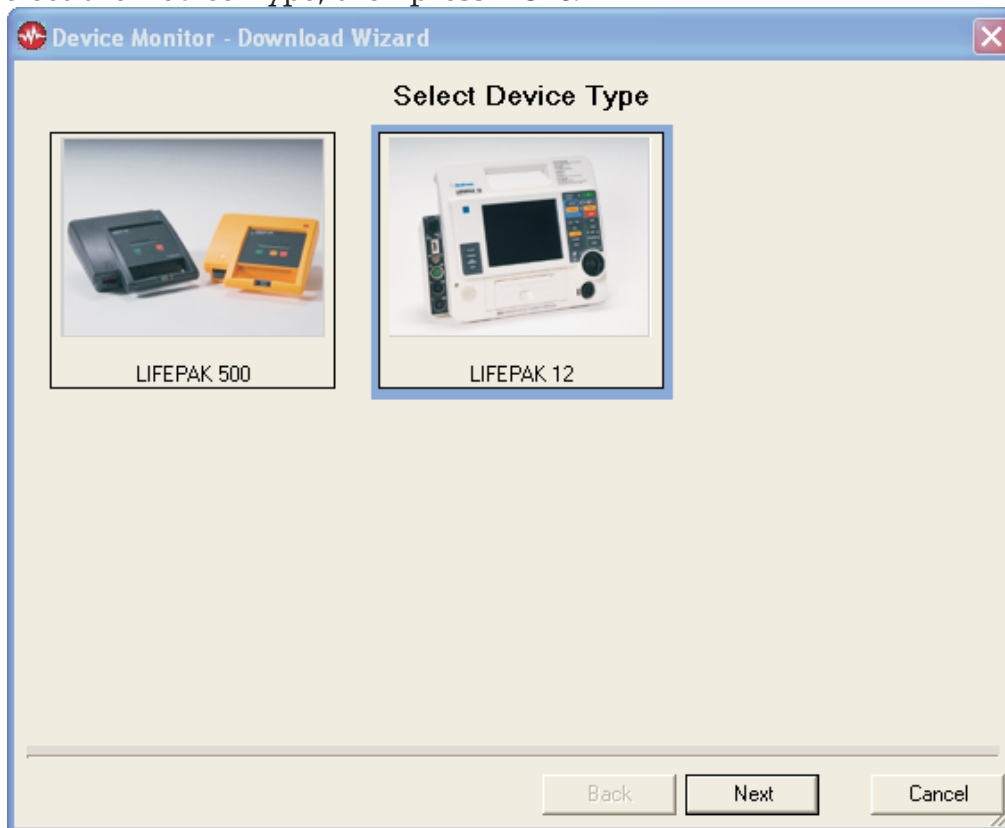 Device Monitor - Download Wizard
Select Device Type
LIFEPAK 500
LIFEPAK 12
Back
Next
Cancel